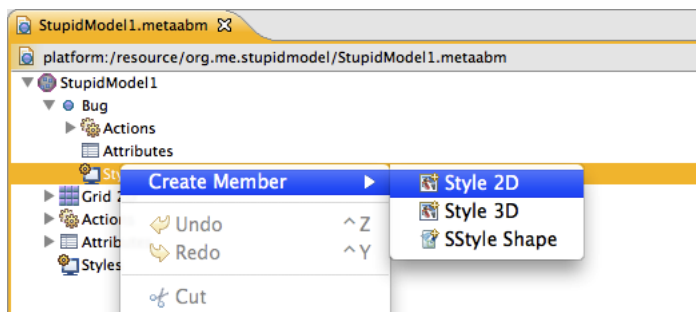 StupidModel1.metaabm
platform:/resource/org.me.stupidmodel/StupidModel1.metaabm
StupidModel1
Bug
Actions
Attributes
Create Member
Style 2D
Grid
Style 3D
Undo ^Z
SStyle Shape
Redo ^Y
Styles
Cut